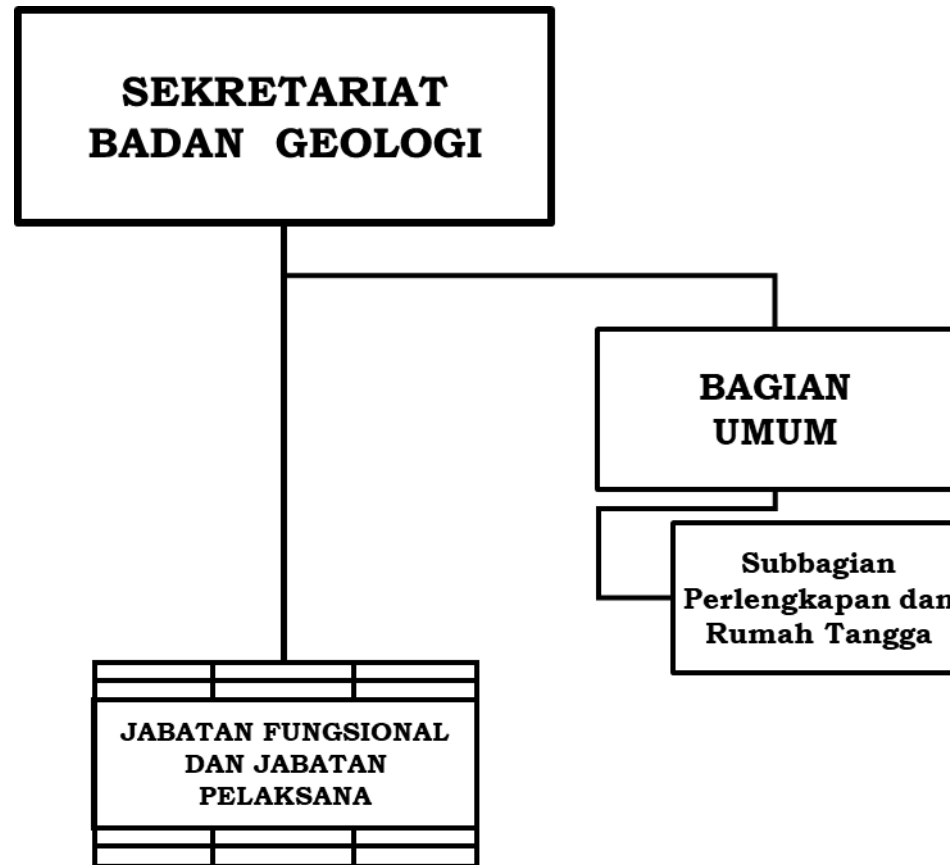 SEKRETARIAT
BADAN GEOLOGI
BAGIAN
UMUM
Subbagian
Perlengkapan dan
Rumah Tangga
JABATAN FUNGSIONAL
DAN JABATAN
PELAKSANA